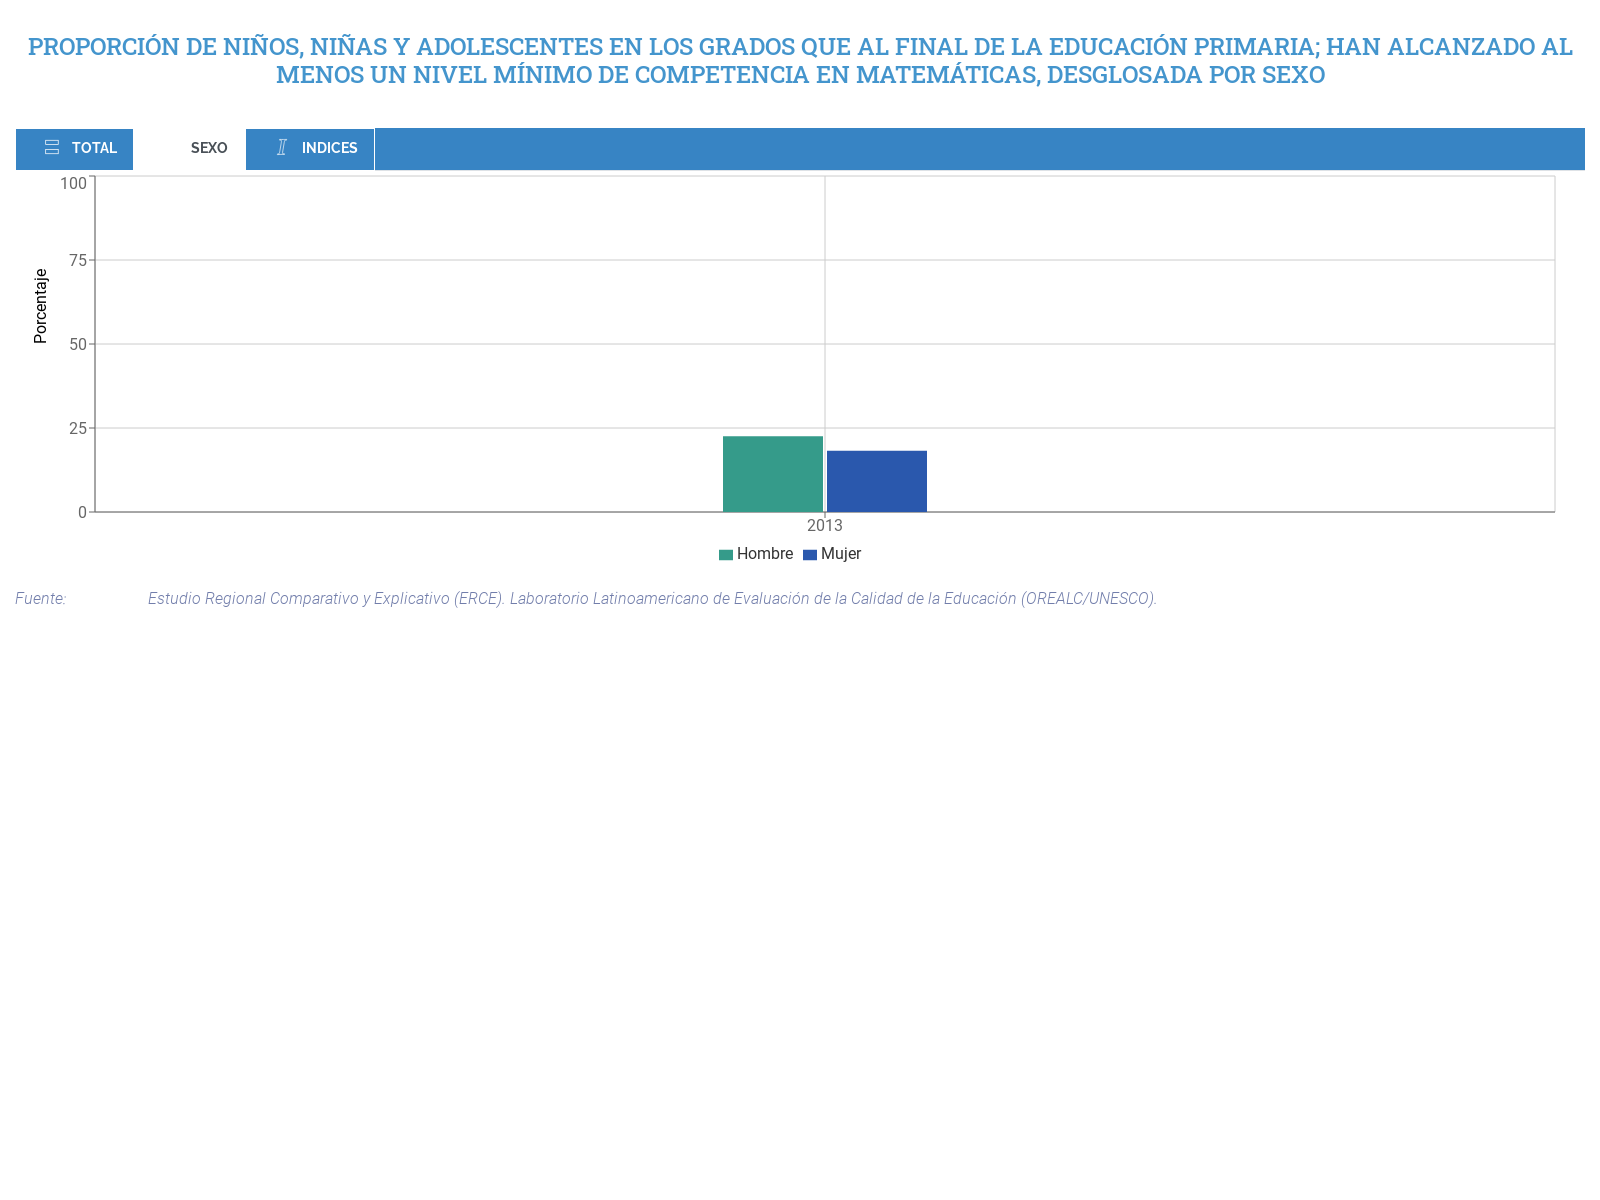 PROPORCIÓN DE NIÑOS, NIÑAS Y ADOLESCENTES EN LOS GRADOS QUE AL FINAL DE LA EDUCACIÓN PRIMARIA; HAN ALCANZADO AL
MENOS UN NIVEL MÍNIMO DE COMPETENCIA EN MATEMÁTICAS, DESGLOSADA POR SEXO
TOTAL SEXO INDICES
100
75
Porcentaje
50
25
0
2013
Hombre Mujer
Fuente: Estudio Regional Comparativo y Explicativo (ERCE). Laboratorio Latinoamericano de Evaluación de la Calidad de la Educación (OREALC/UNESCO).